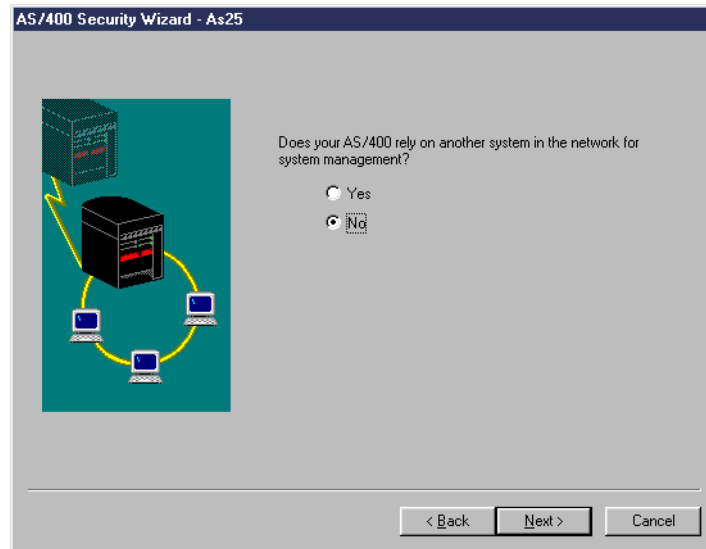 AS/400 Security Wizard - As25
Does your AS/400 rely on another system in the network for
system management?
Yes
No
< Back
Next >
Cancel